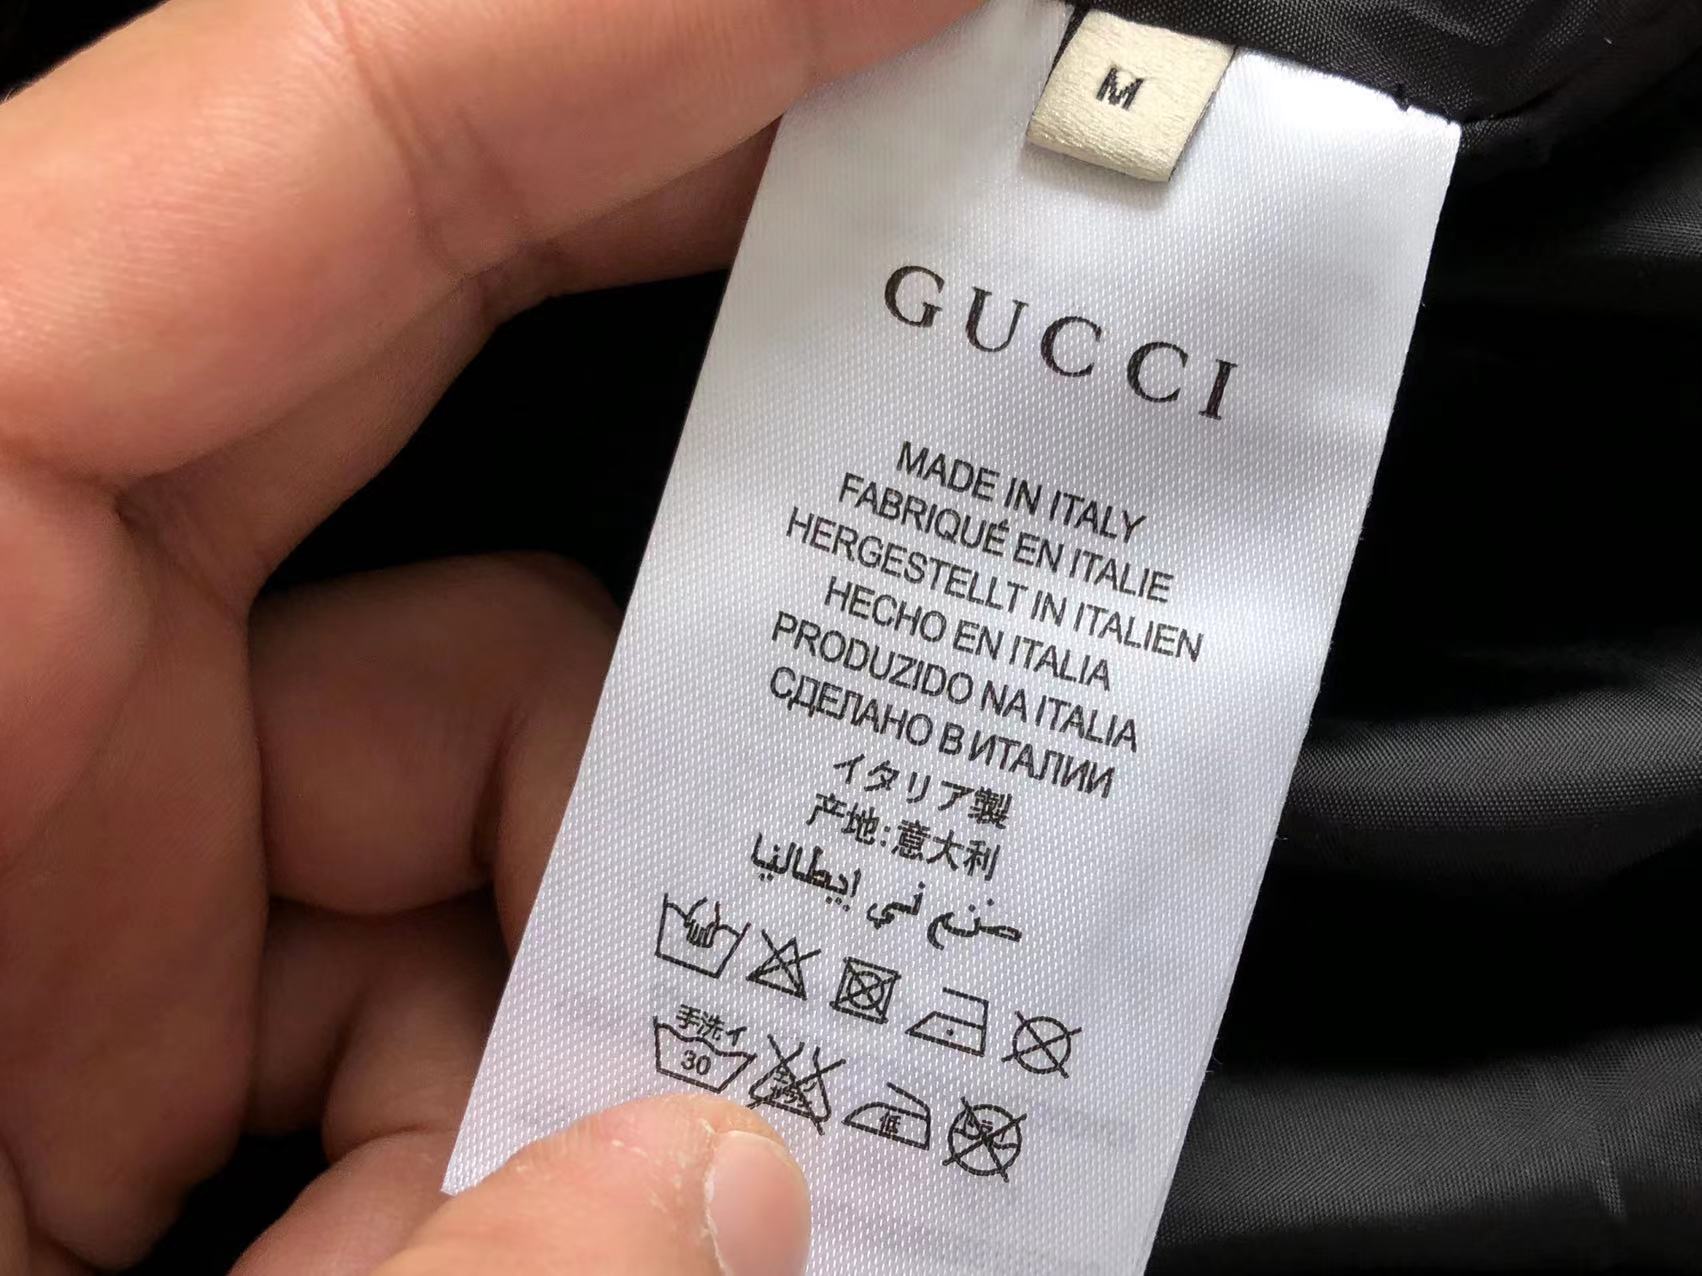 M
GUCCI
MADE IN ITALY
FABRIQUÉ EN ITALIE
HERGESTELLT IN ITALIEN
HECHO EN ITALIA
PRODUZIDO NA ITALIA
СДЕЛАНО В ИТАЛИИ
イタリア製
产地:意大利
في إيطاليا
手洗イ
30
低